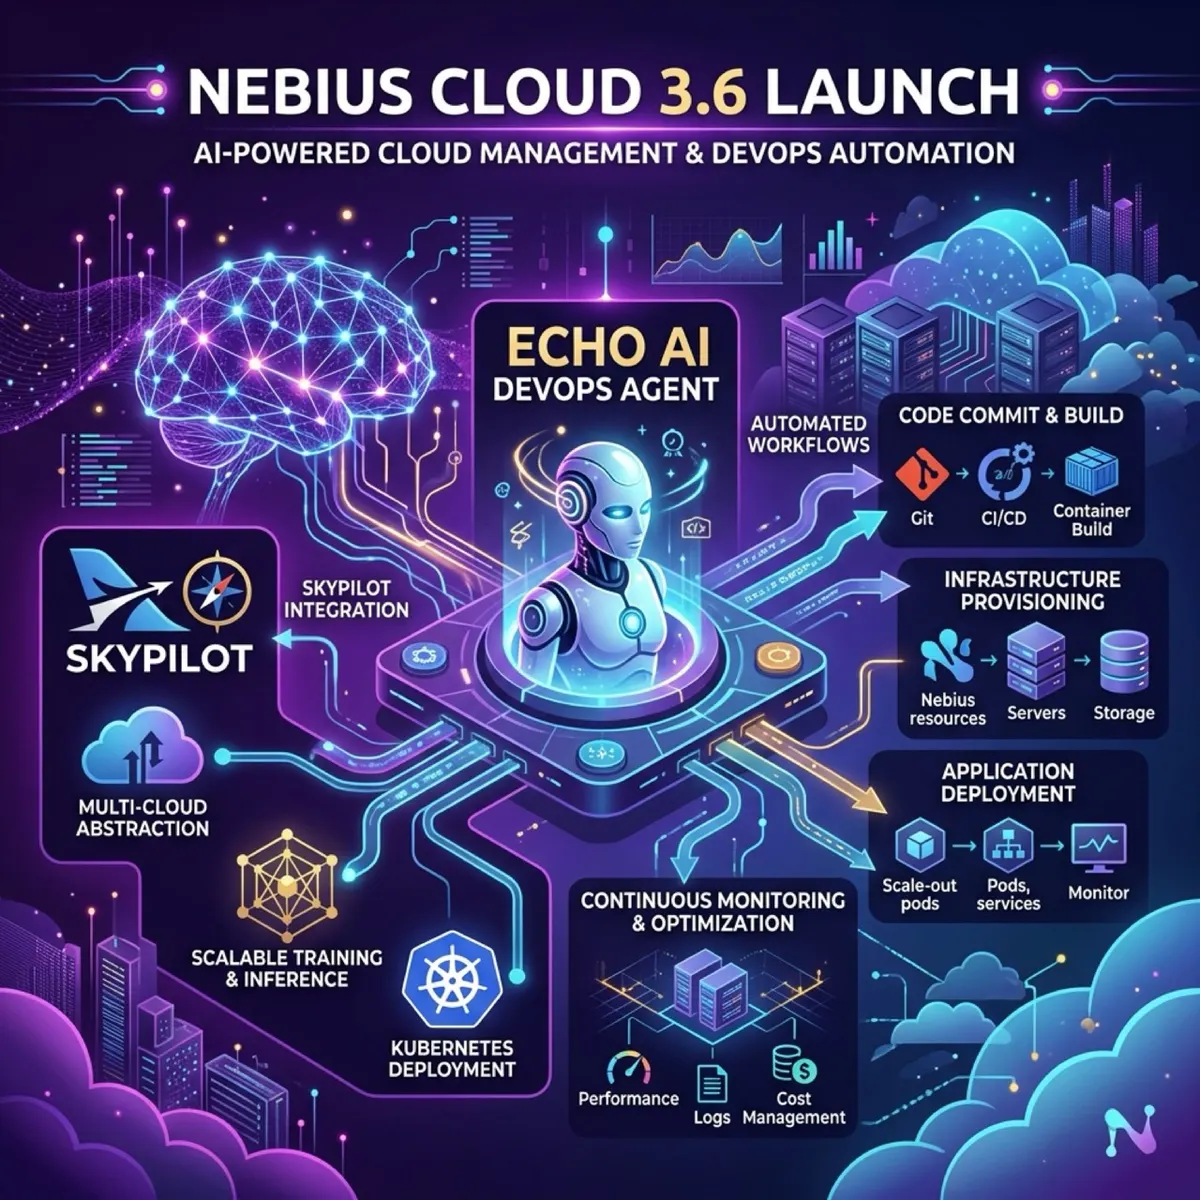 NEBIUS CLOUD 3.6 LAUNCH
AI-POWERED CLOUD MANAGEMENT & DEVOPS AUTOMATION
ECHO AI
DEVOPS AGENT
AUTOMATED
WORKFLOWS
CODE COMMIT & BUILD
Git
CI/CD
Container
Build
INFRASTRUCTURE
PROVISIONING
Nebius
resources
Servers
Storage
APPLICATION
DEPLOYMENT
Scale-out
pods
Pods,
services
Monitor
SKYPILOT
INTEGRATION
SKYPILOT
MULTI-CLOUD
ABSTRACTION
SCALABLE TRAINING
& INFERENCE
KUBERNETES
DEPLOYMENT
CONTINUOUS MONITORING
& OPTIMIZATION
Performance
Logs
Cost
Management